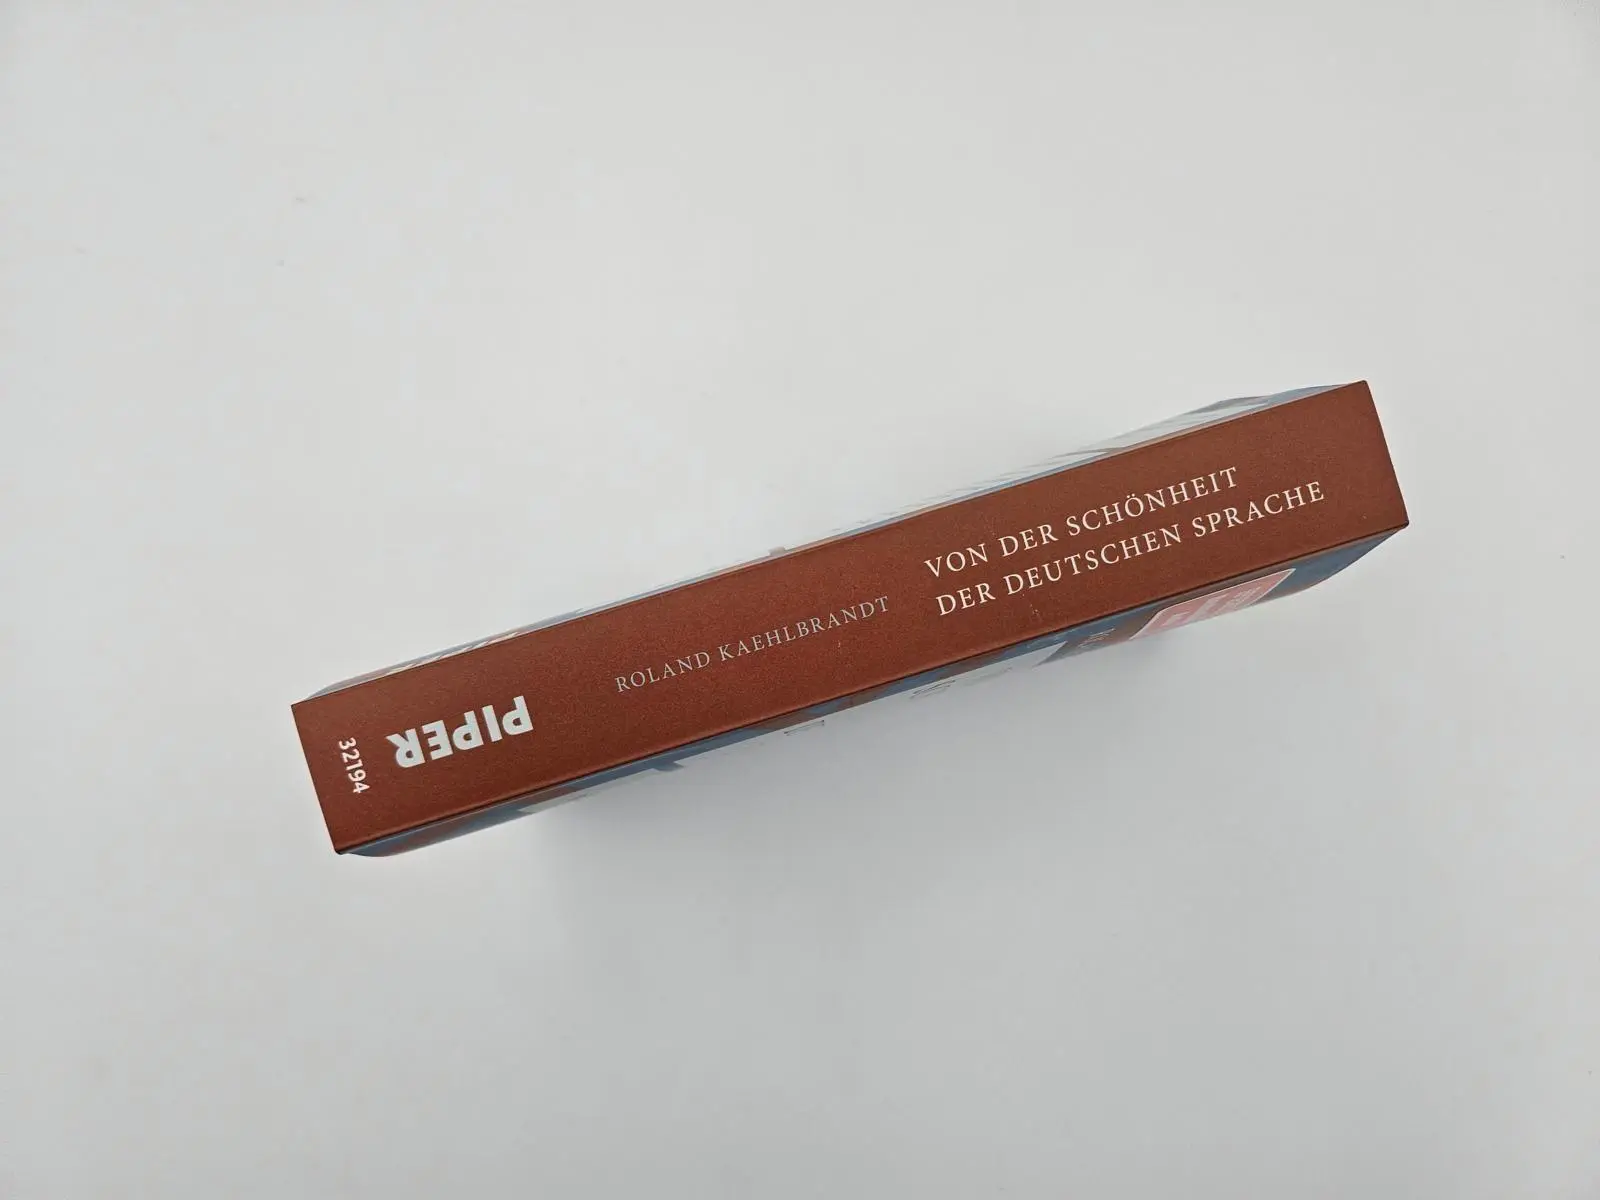 VON DER SCHÖNHEIT
DER DEUTSCHEN SPRACHE
ROLAND KAEHLBRANDT
PIPER
32194